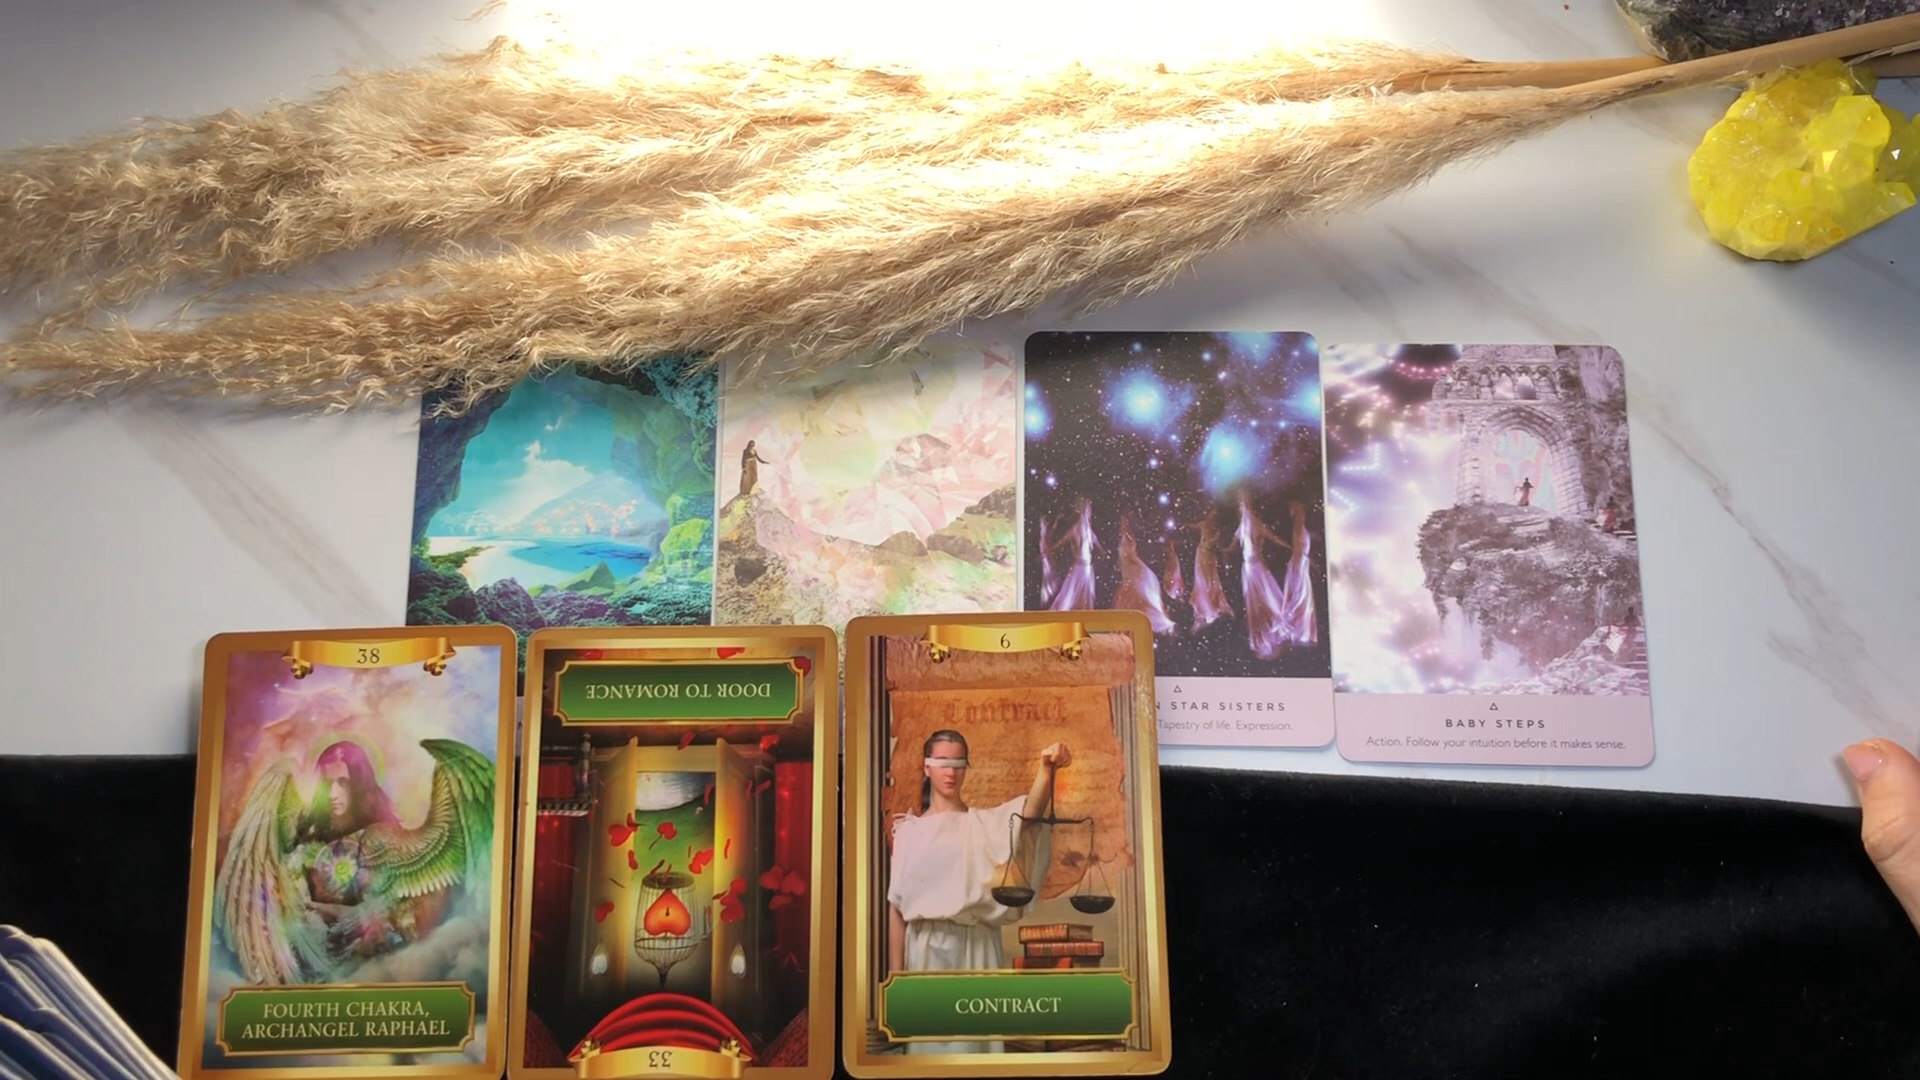 N STAR SISTERS
Tapestry of life. Expression.
BABY STEPS
Action. Follow your intuition before it makes sense.
38
FOURTH CHAKRA,
ARCHANGEL RAPHAEL
DOOR TO ROMANCE
33
6
Contract
CONTRACT